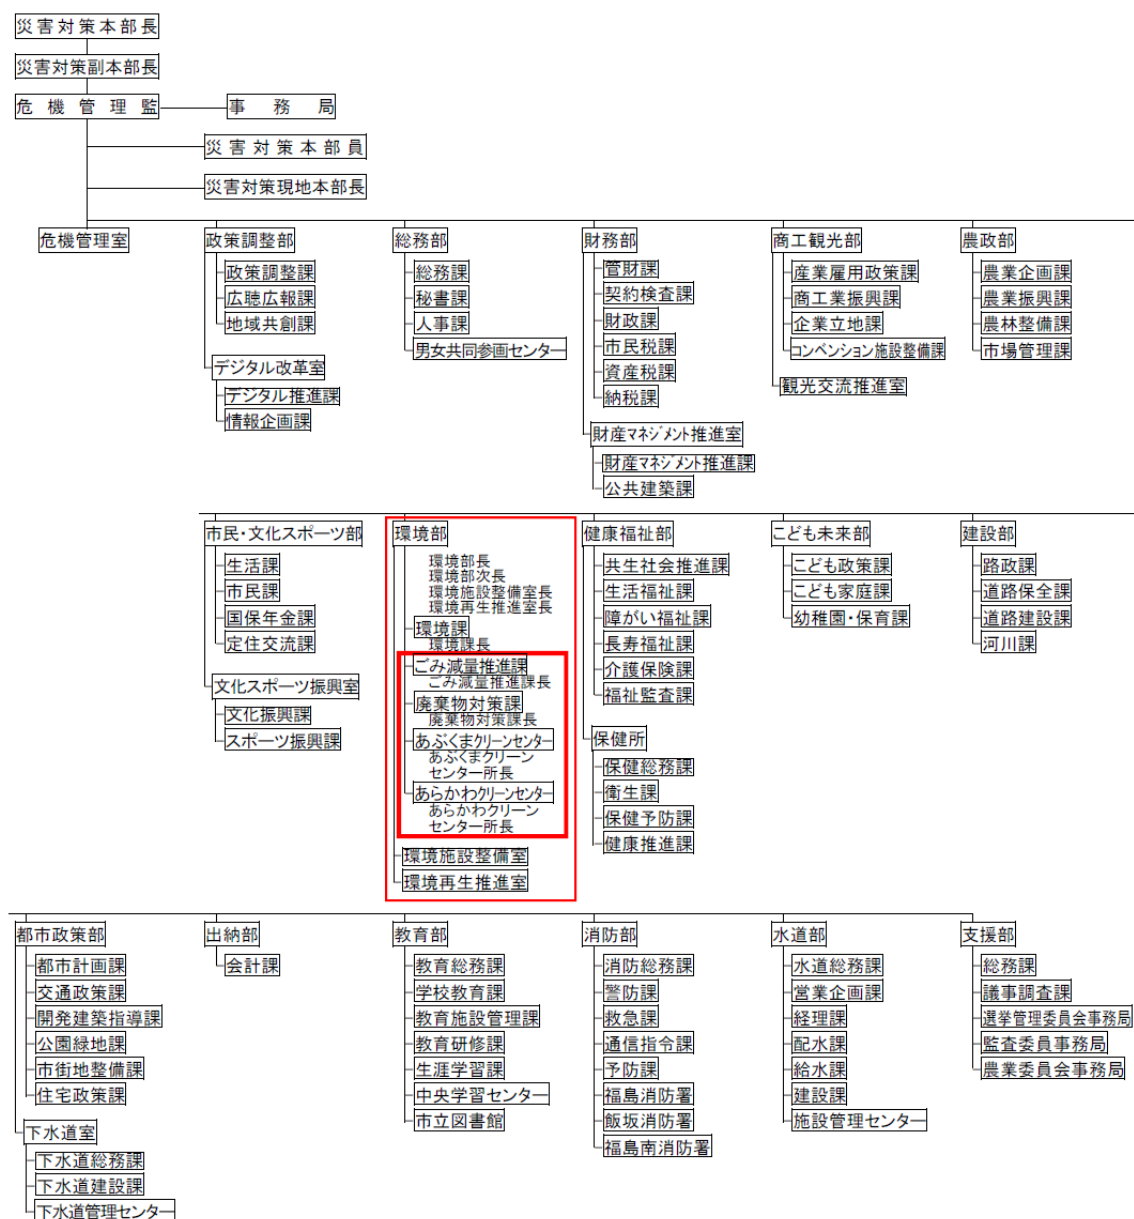 災害対策本部長
災害対策副本部長
危機管理監
事務局
災害対策本部員
災害対策現地本部長
危機管理室
政策調整部
政策調整課
広聴広報課
地域共創課
デジタル改革室
デジタル推進課
情報企画課
総務部
総務課
秘書課
人事課
男女共同参画センター
財務部
管財課
契約検査課
財政課
市民税課
資産税課
納税課
財産マネジメント推進室
財産マネジメント推進課
公共建築課
商工観光部
産業雇用政策課
商工業振興課
企業立地課
コンベンション施設整備課
観光交流推進室
農政部
農業企画課
農業振興課
農林整備課
市場管理課
市民・文化スポーツ部
生活課
市民課
国保年金課
定住交流課
文化スポーツ振興室
文化振興課
スポーツ振興課
環境部
環境部長
環境部次長
環境施設整備室長
環境再生推進室長
環境課
環境課長
ごみ減量推進課
ごみ減量推進課長
廃棄物対策課
廃棄物対策課長
あぶくまクリーンセンター
あぶくまクリーン
センター所長
あらかわクリーンセンター
あらかわクリーン
センター所長
環境施設整備室
環境再生推進室
健康福祉部
共生社会推進課
生活福祉課
障がい福祉課
長寿福祉課
介護保険課
福祉監査課
保健所
保健総務課
衛生課
保健予防課
健康推進課
こども未来部
こども政策課
こども家庭課
幼稚園・保育課
建設部
路政課
道路保全課
道路建設課
河川課
都市政策部
都市計画課
交通政策課
開発建築指導課
公園緑地課
市街地整備課
住宅政策課
下水道室
下水道総務課
下水道建設課
下水道管理センター
出納部
会計課
教育部
教育総務課
学校教育課
教育施設管理課
教育研修課
生涯学習課
中央学習センター
市立図書館
消防部
消防総務課
警防課
救急課
通信指令課
予防課
福島消防署
飯坂消防署
福島南消防署
水道部
水道総務課
営業企画課
経理課
配水課
給水課
建設課
施設管理センター
支援部
総務課
議事調査課
選挙管理委員会事務局
監査委員事務局
農業委員会事務局